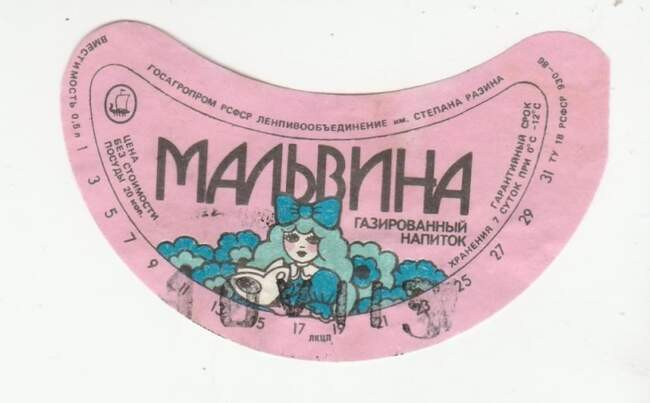 ГОСАГРОПРОМ РСФСР ЛЕНПИВООБЪЕДИНЕНИЕ им. СТЕПАНА РАЗИНА
ВМЕСТИМОСТЬ 0,5 л
ЦЕНА
БЕЗ СТОИМОСТИ
ПОСУДЫ 20 коп.
МАЛЬВИНА
ГАЗИРОВАННЫЙ
НАПИТОК
ГАРАНТИЙНЫЙ СРОК
ХРАНЕНИЯ 7 СУТОК ПРИ 0°С -12°С
ТУ 18 РСФСР 930-86
1 3 5 7 9 11 13 15 17 19 21 23 25 27 29 31
ЛКЦП